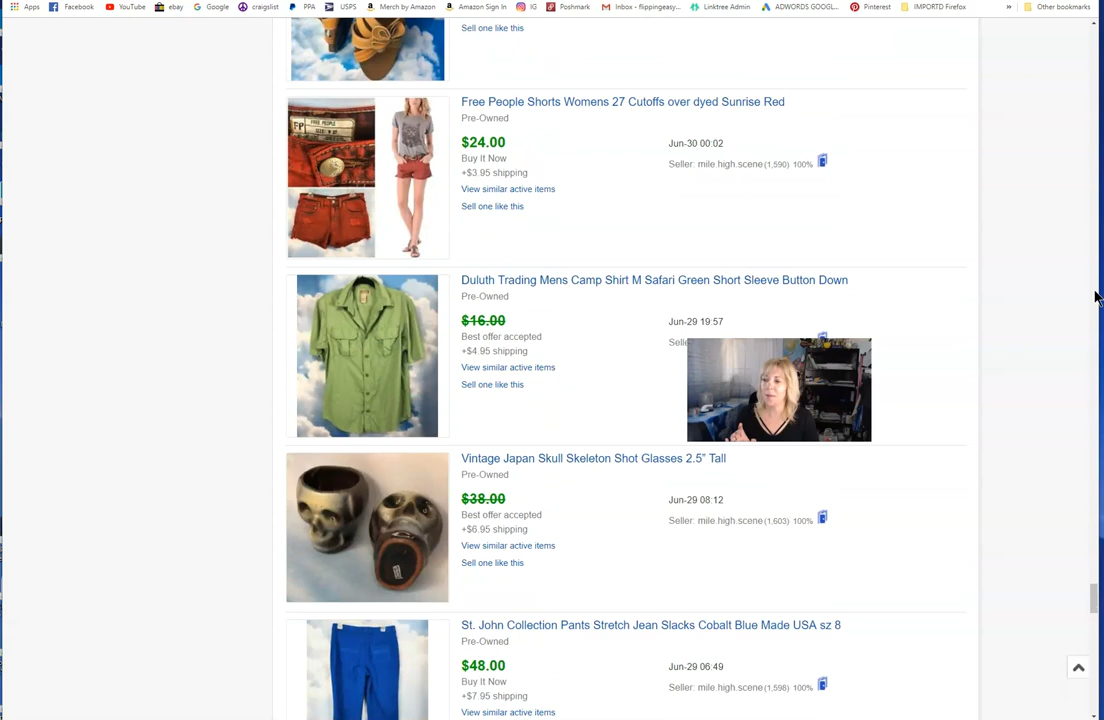 Apps Facebook YouTube ebay Google craigslist PPA USPS Merch by Amazon Amazon Sign In IG Poshmark Inbox - flippingeasy... Linktree Admin ADWORDS GOOGL... Pinterest IMPORTD Firefox » Other bookmarks
Sell one like this
Free People Shorts Womens 27 Cutoffs over dyed Sunrise Red
Pre-Owned
$24.00 Jun-30 00:02
Buy It Now Seller: mile.high.scene (1,590) 100%
+$3.95 shipping
View similar active items
Sell one like this
FREE PEOPLE
Duluth Trading Mens Camp Shirt M Safari Green Short Sleeve Button Down
Pre-Owned
$16.00 Jun-29 19:57
Best offer accepted
+$4.95 shipping
View similar active items
Sell one like this
Vintage Japan Skull Skeleton Shot Glasses 2.5” Tall
Pre-Owned
$38.00 Jun-29 08:12
Best offer accepted Seller: mile.high.scene (1,603) 100%
+$6.95 shipping
View similar active items
Sell one like this
St. John Collection Pants Stretch Jean Slacks Cobalt Blue Made USA sz 8
Pre-Owned
$48.00 Jun-29 06:49
Buy It Now Seller: mile.high.scene (1,598) 100%
+$7.95 shipping
View similar active items